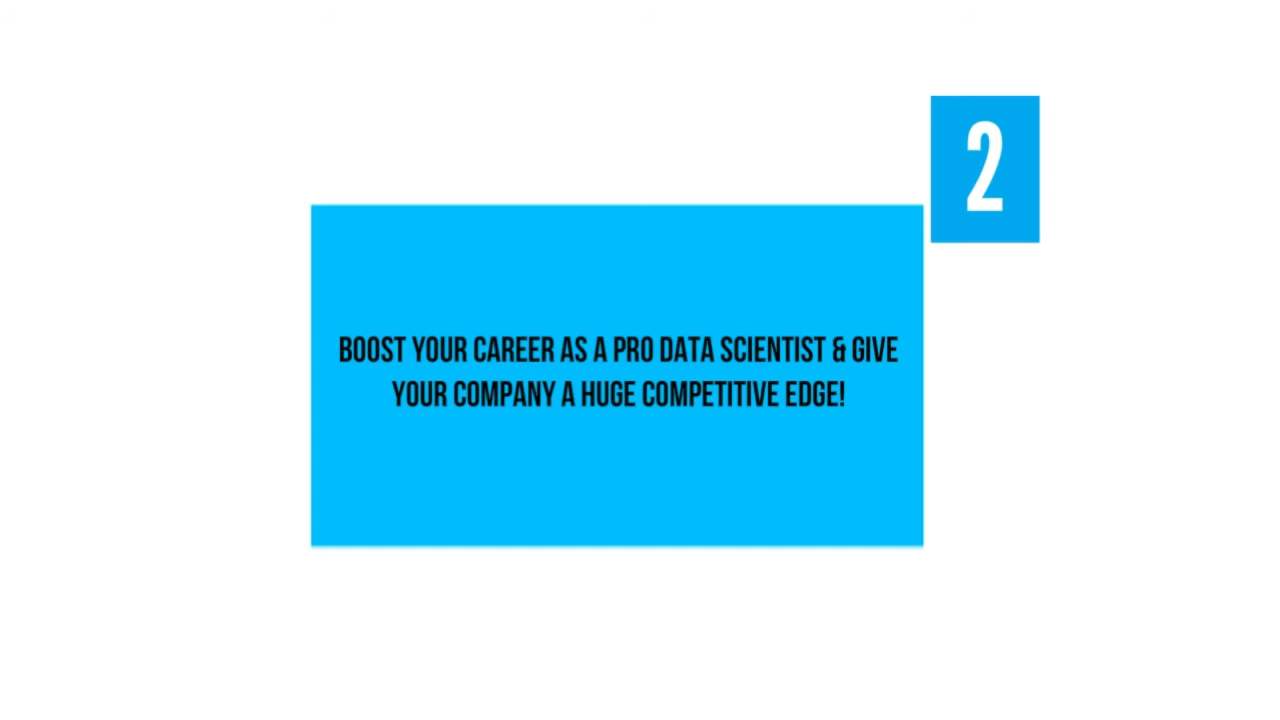 2
BOOST YOUR CAREER AS A PRO DATA SCIENTIST & GIVE
YOUR COMPANY A HUGE COMPETITIVE EDGE!